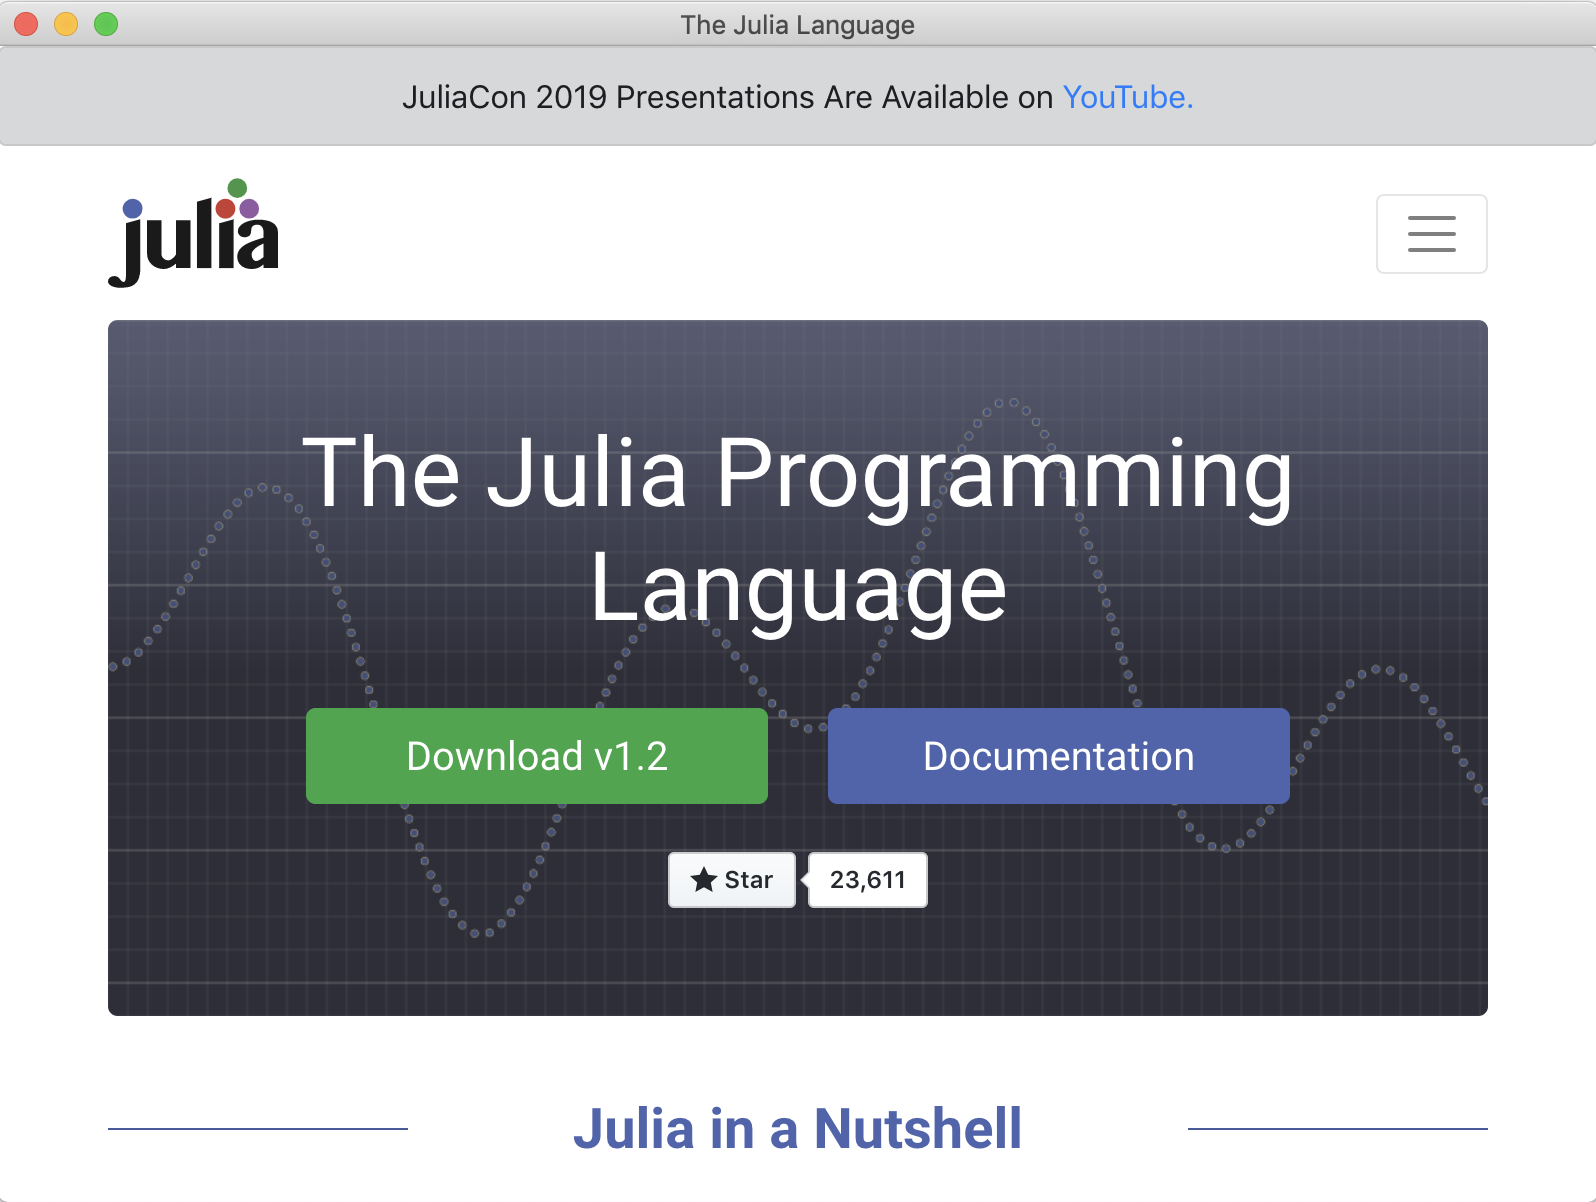 The Julia Language
JuliaCon 2019 Presentations Are Available on YouTube.
julia
The Julia Programming
Language
Download v1.2
Documentation
Star
23,611
Julia in a Nutshell